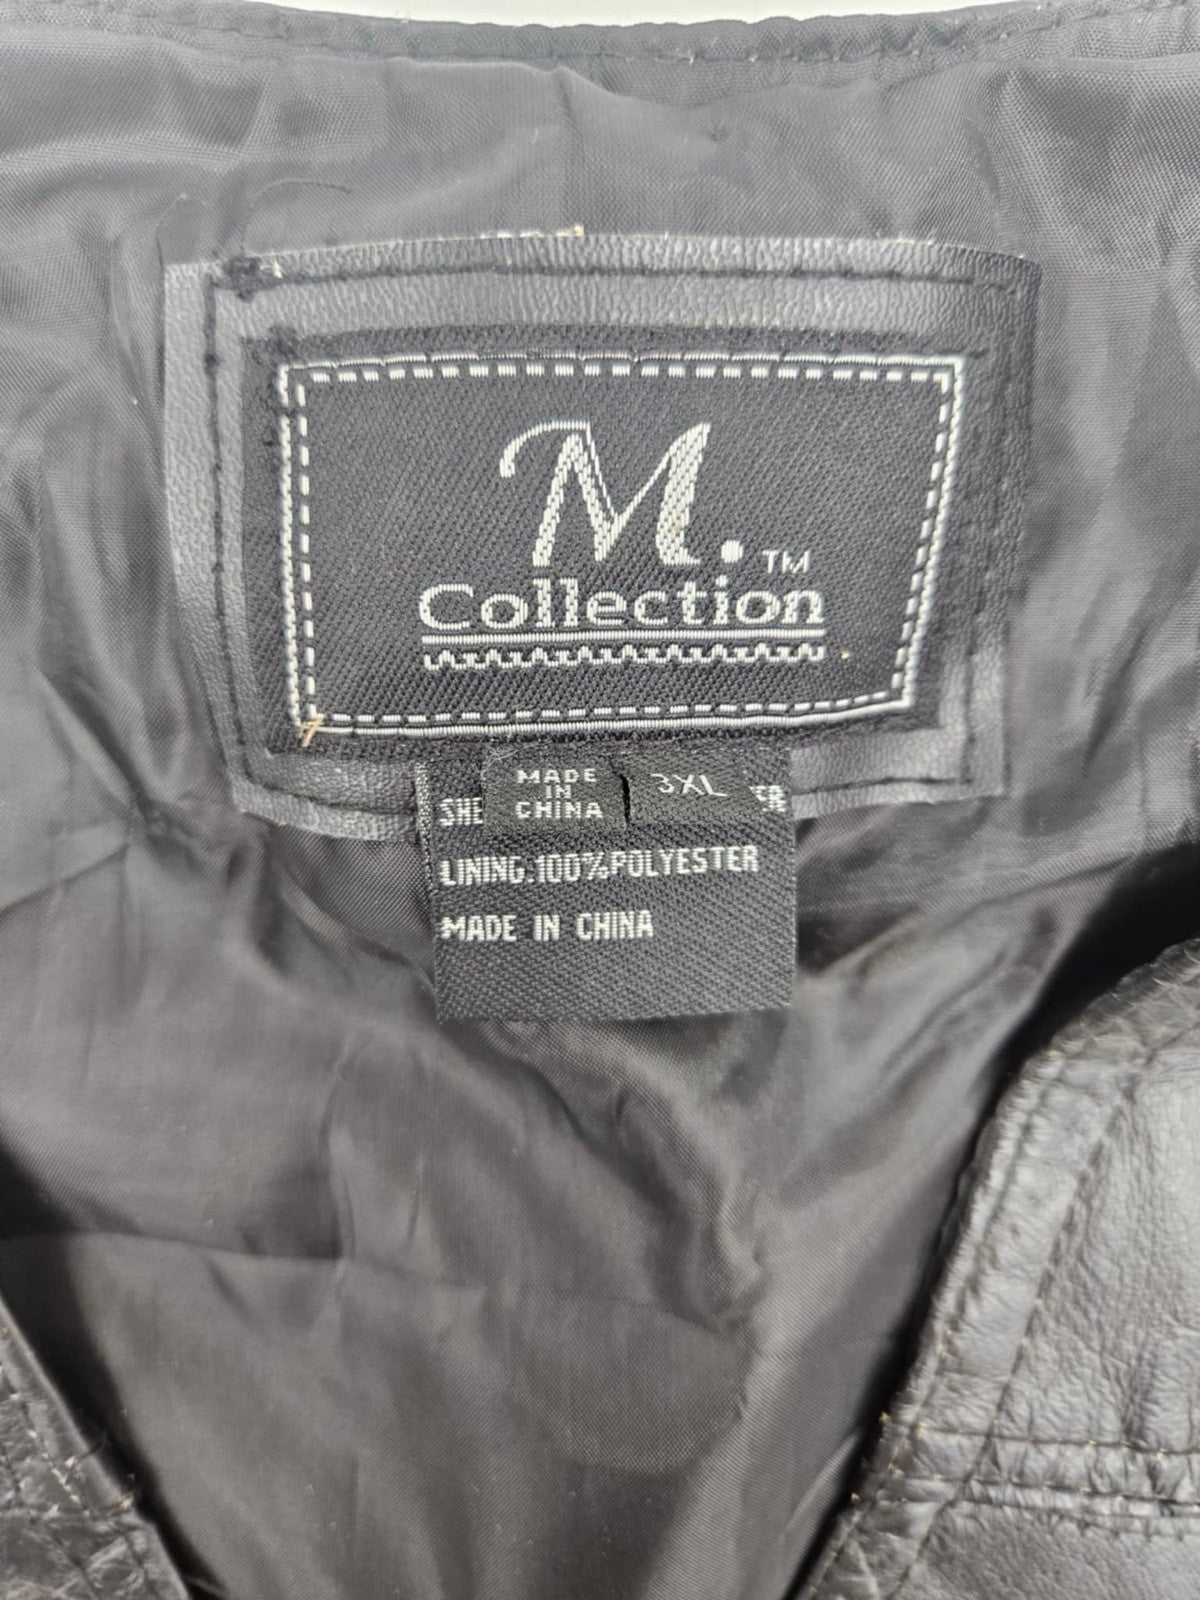 M.
TM
Collection
MADE
IN
CHINA
3XL
LINING:100%POLYESTER
MADE IN CHINA